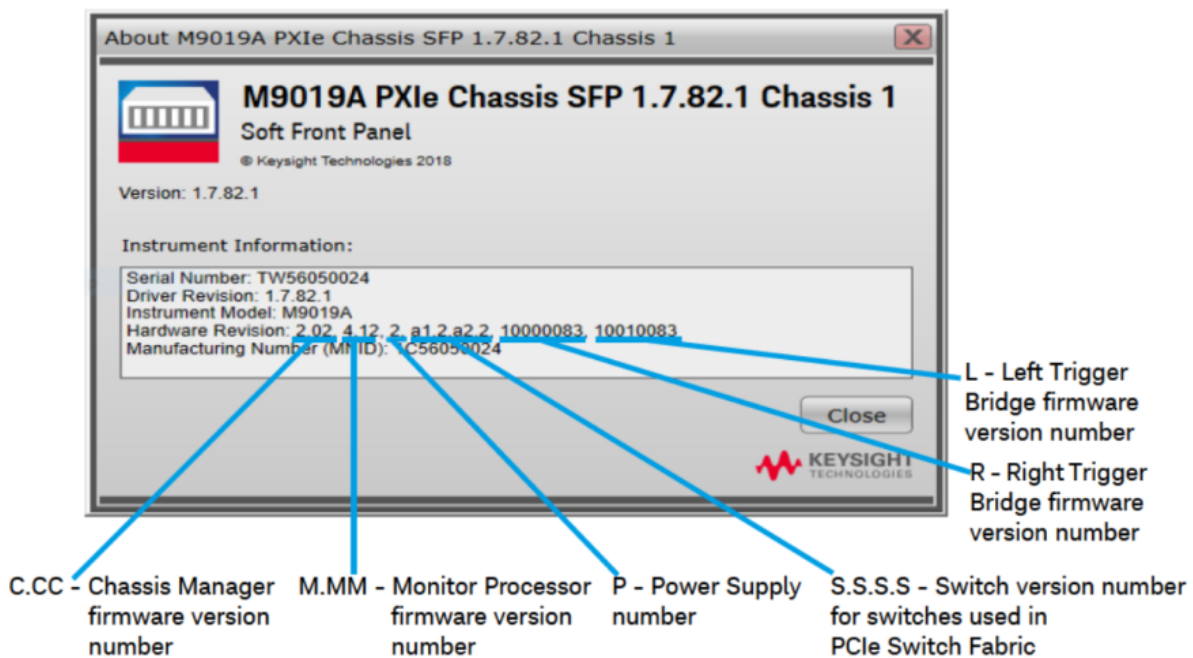 About M9019A PXIe Chassis SFP 1.7.82.1 Chassis 1
M9019A PXIe Chassis SFP 1.7.82.1 Chassis 1
Soft Front Panel
© Keysight Technologies 2018
Version: 1.7.82.1
Instrument Information:
Serial Number: TW56050024
Driver Revision: 1.7.82.1
Instrument Model: M9019A
Hardware Revision: 2.02, 4.12, 2, a1.2.a2.2, 10000083, 10010083,
Manufacturing Number (MNID): TC56050024
Close
KEYSIGHT
TECHNOLOGIES
L - Left Trigger
Bridge firmware
version number
R - Right Trigger
Bridge firmware
version number
C.CC - Chassis Manager
firmware version
number
M.MM - Monitor Processor
firmware version
number
P - Power Supply
number
S.S.S.S - Switch version number
for switches used in
PCIe Switch Fabric